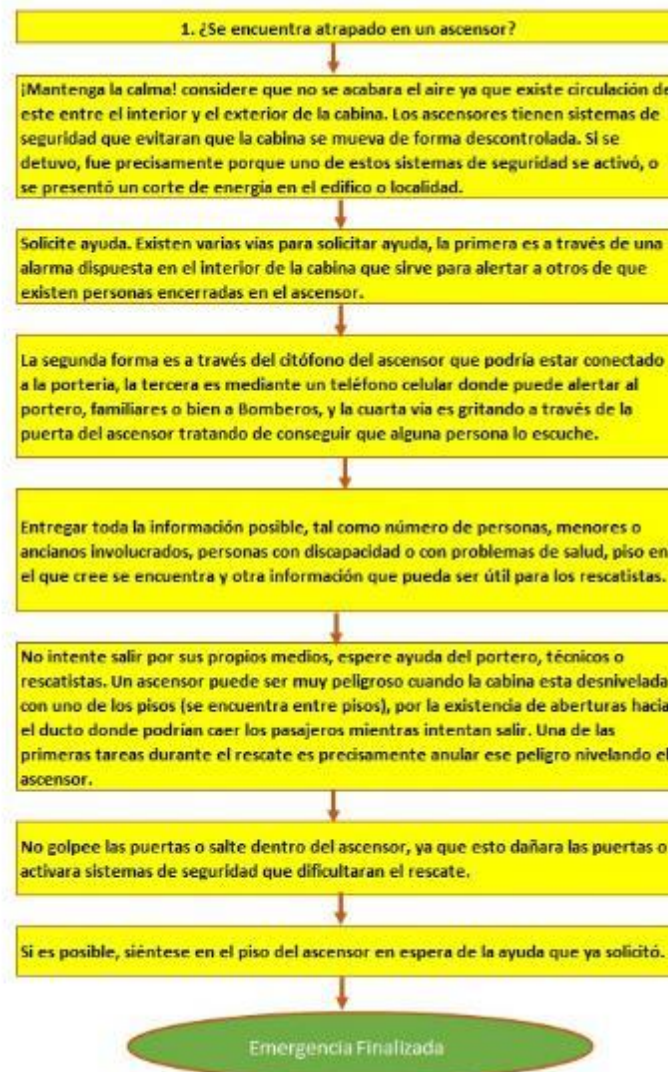 1. ¿Se encuentra atrapado en un ascensor?
¡Mantenga la calma! considere que no se acabara el aire ya que existe circulación de
este entre el interior y el exterior de la cabina. Los ascensores tienen sistemas de
seguridad que evitaran que la cabina se mueva de forma descontrolada. Si se
detuvo, fue precisamente porque uno de estos sistemas de seguridad se activó, o
se presentó un corte de energía en el edifico o localidad.
Solicite ayuda. Existen varias vías para solicitar ayuda, la primera es a través de una
alarma dispuesta en el interior de la cabina que sirve para alertar a otros de que
existen personas encerradas en el ascensor.
La segunda forma es a través del citófono del ascensor que podría estar conectado
a la portería, la tercera es mediante un teléfono celular donde puede alertar al
portero, familiares o bien a Bomberos, y la cuarta vía es gritando a través de la
puerta del ascensor tratando de conseguir que alguna persona lo escuche.
Entregar toda la información posible, tal como número de personas, menores o
ancianos involucrados, personas con discapacidad o con problemas de salud, piso en
el que cree se encuentra y otra información que pueda ser útil para los rescatistas.
No intente salir por sus propios medios, espere ayuda del portero, técnicos o
rescatistas. Un ascensor puede ser muy peligroso cuando la cabina esta desnivelada
con uno de los pisos (se encuentra entre pisos), por la existencia de aberturas hacia
el ducto donde podrían caer los pasajeros mientras intentan salir. Una de las
primeras tareas durante el rescate es precisamente anular ese peligro nivelando el
ascensor.
No golpee las puertas o salte dentro del ascensor, ya que esto dañara las puertas o
activara sistemas de seguridad que dificultaran el rescate.
Si es posible, siéntese en el piso del ascensor en espera de la ayuda que ya solicitó.
Emergencia Finalizada